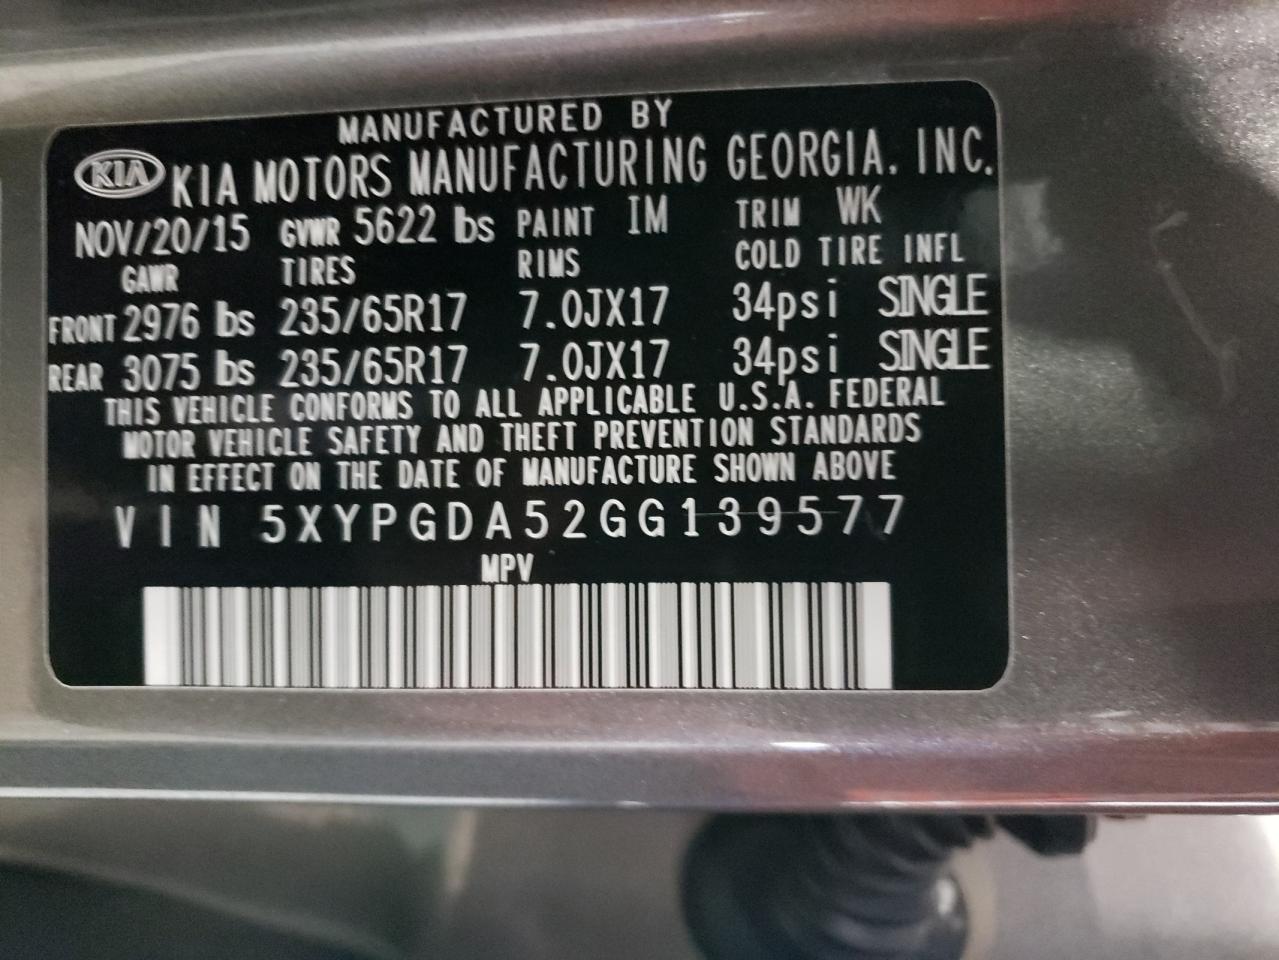 MANUFACTURED BY
KIA KIA MOTORS MANUFACTURING GEORGIA, INC.
NOV/20/15 GVWR 5622 lbs PAINT IM TRIM WK
GAWR TIRES RIMS COLD TIRE INFL
FRONT 2976 lbs 235/65R17 7.0JX17 34psi SINGLE
REAR 3075 lbs 235/65R17 7.0JX17 34psi SINGLE
THIS VEHICLE CONFORMS TO ALL APPLICABLE U.S.A. FEDERAL
MOTOR VEHICLE SAFETY AND THEFT PREVENTION STANDARDS
IN EFFECT ON THE DATE OF MANUFACTURE SHOWN ABOVE
VIN 5XYPGDA52GG139577
MPV